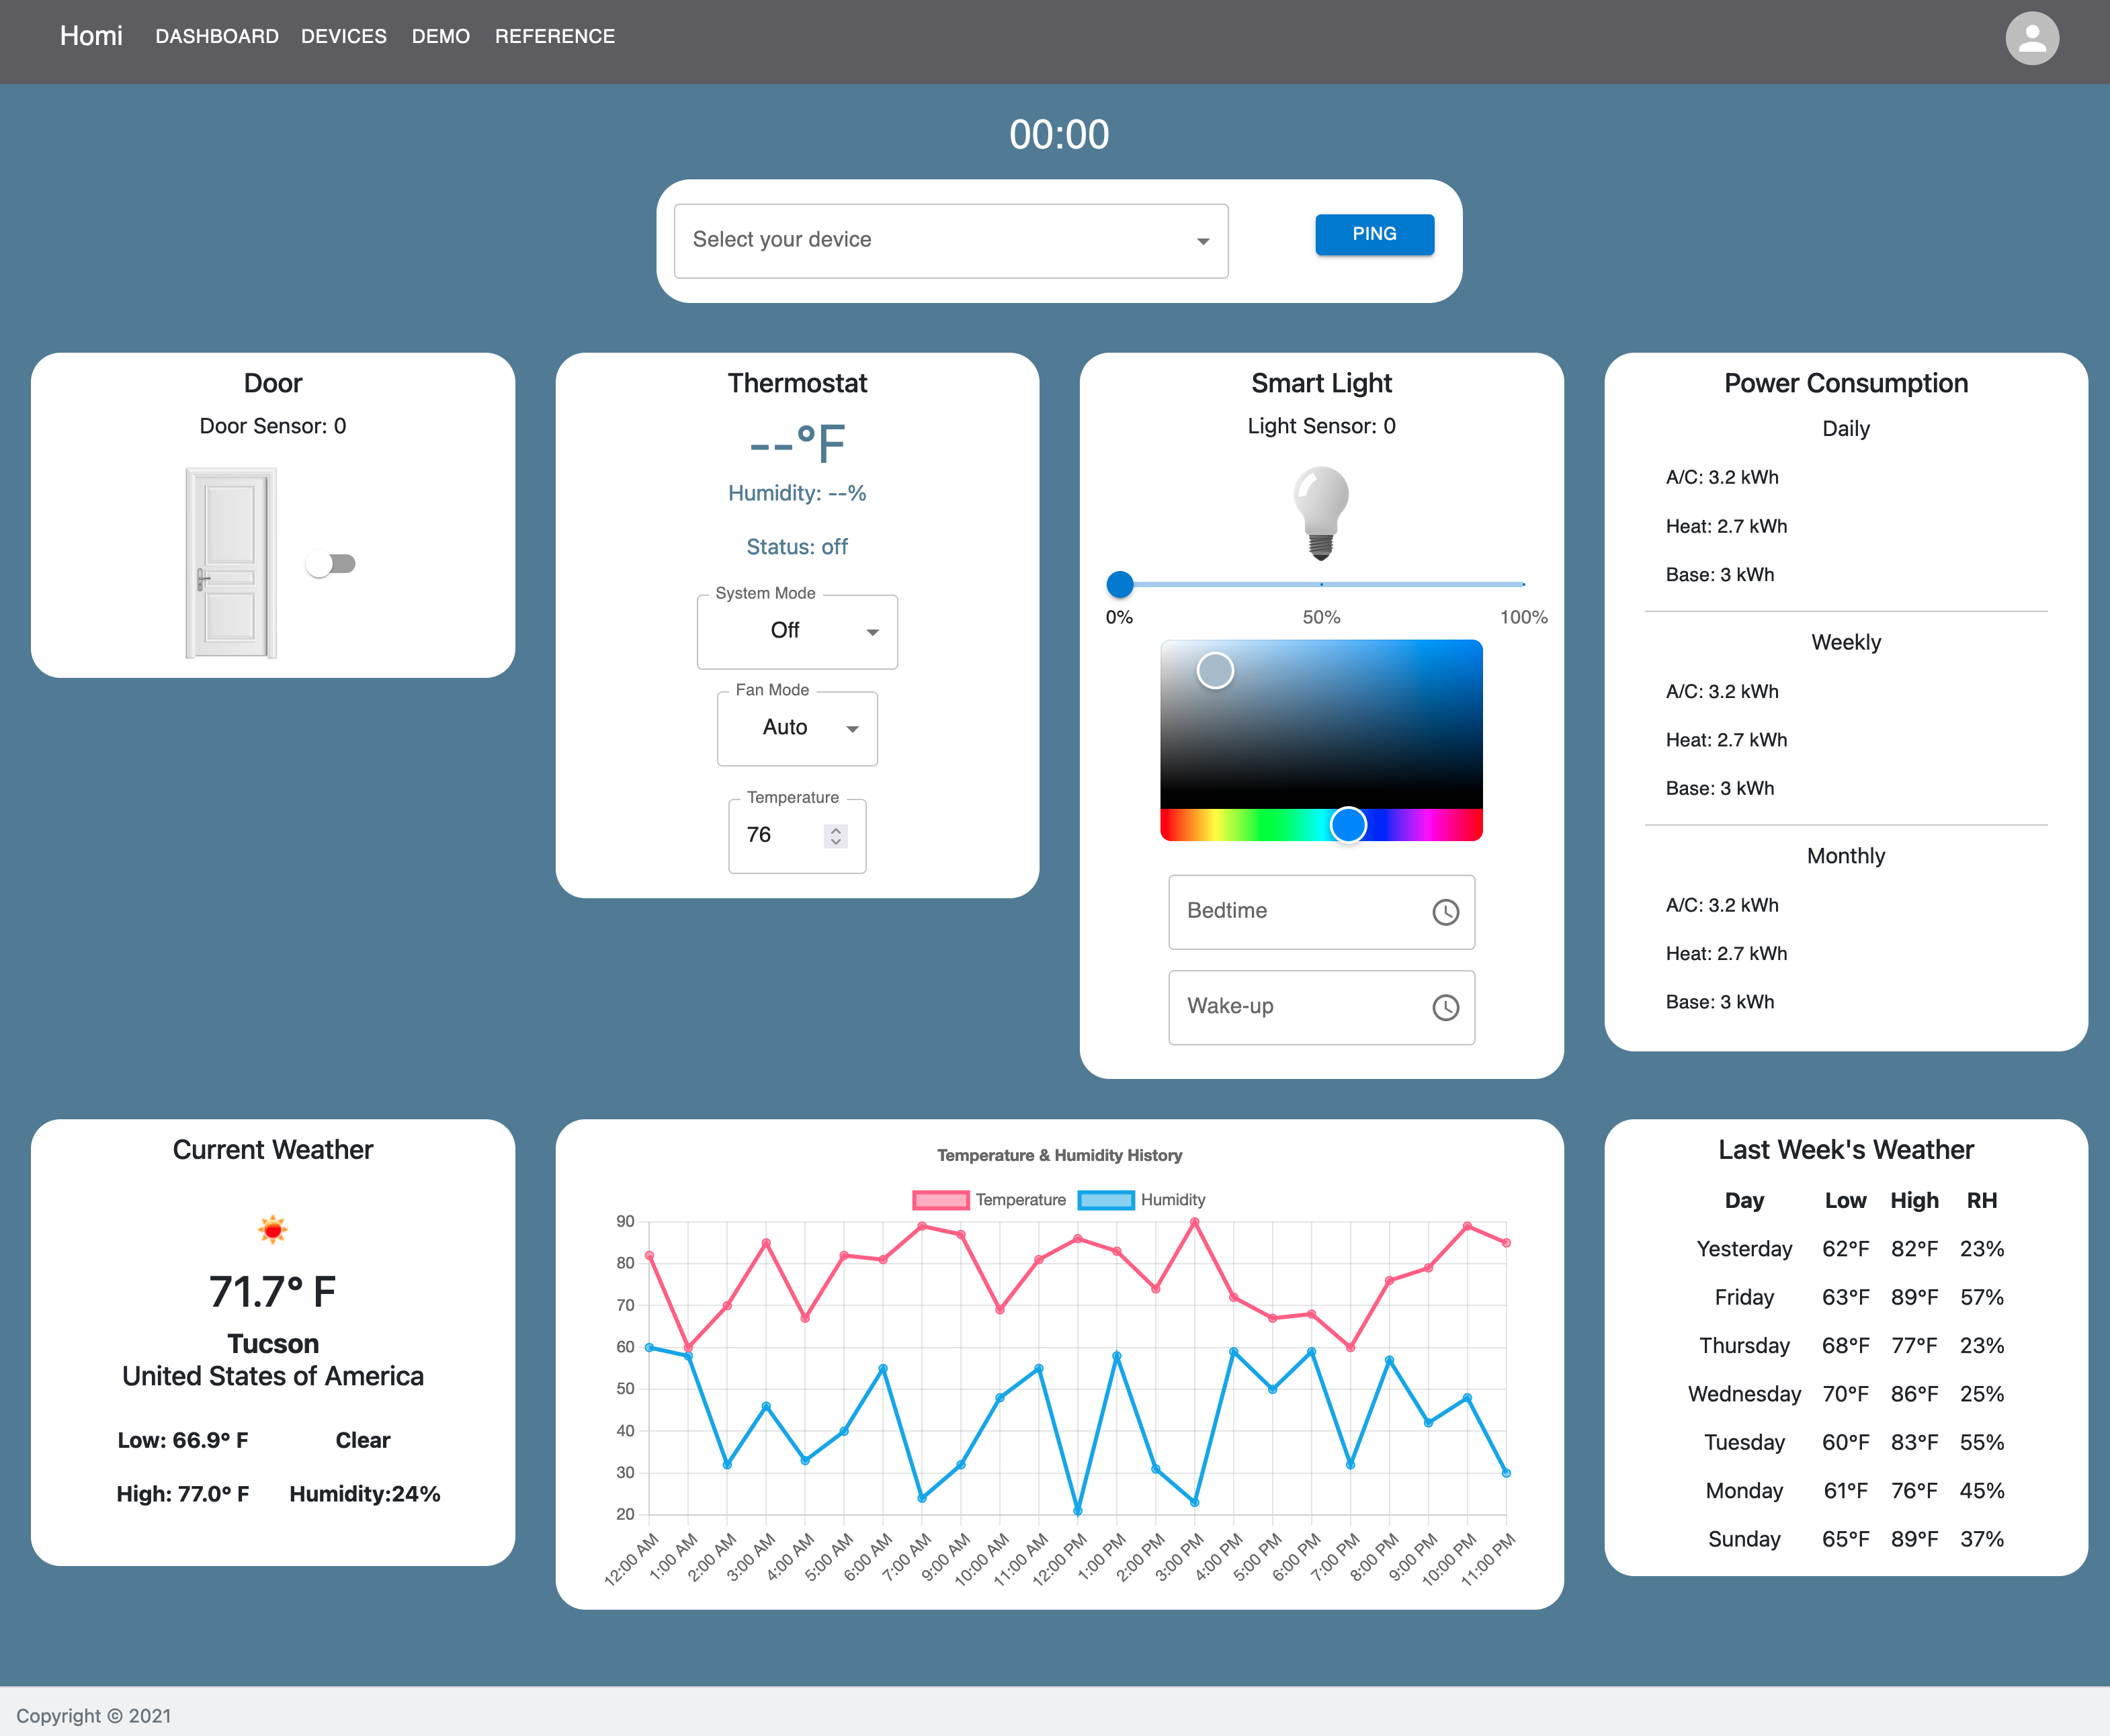 Homi DASHBOARD DEVICES DEMO REFERENCE
00:00
Select your device
PING
Door
Door Sensor: 0
Thermostat
--°F
Humidity: --%
Status: off
System Mode
Off
Fan Mode
Auto
Temperature
76
Smart Light
Light Sensor: 0
0% 50% 100%
Bedtime
Wake-up
Power Consumption
Daily
A/C: 3.2 kWh
Heat: 2.7 kWh
Base: 3 kWh
Weekly
A/C: 3.2 kWh
Heat: 2.7 kWh
Base: 3 kWh
Monthly
A/C: 3.2 kWh
Heat: 2.7 kWh
Base: 3 kWh
Current Weather
71.7° F
Tucson
United States of America
Low: 66.9° F Clear
High: 77.0° F Humidity:24%
Temperature & Humidity History
Temperature Humidity
90
80
70
60
50
40
30
20
12:00 AM 1:00 AM 2:00 AM 3:00 AM 4:00 AM 5:00 AM 6:00 AM 7:00 AM 9:00 AM 10:00 AM 11:00 AM 12:00 PM 1:00 PM 2:00 PM 3:00 PM 4:00 PM 5:00 PM 6:00 PM 7:00 PM 8:00 PM 9:00 PM 10:00 PM 11:00 PM
Last Week's Weather
Day Low High RH
Yesterday 62°F 82°F 23%
Friday 63°F 89°F 57%
Thursday 68°F 77°F 23%
Wednesday 70°F 86°F 25%
Tuesday 60°F 83°F 55%
Monday 61°F 76°F 45%
Sunday 65°F 89°F 37%
Copyright © 2021